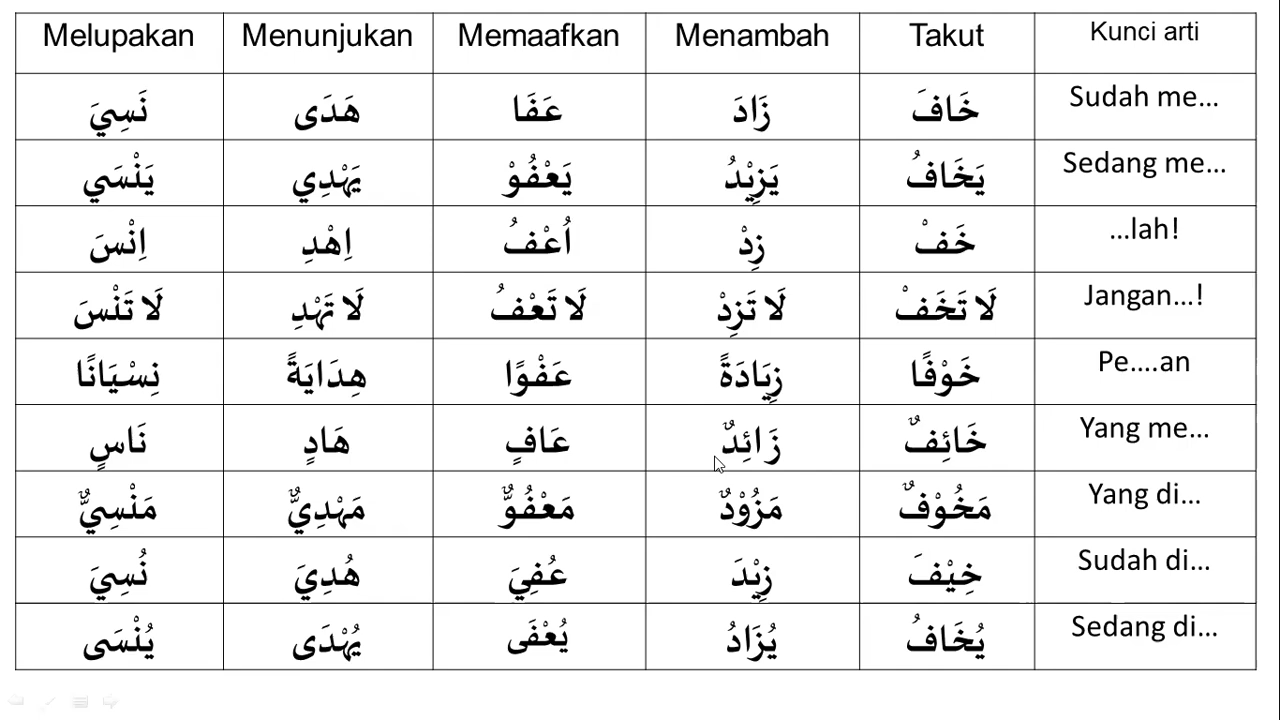 Melupakan Menunjukan Memaafkan Menambah Takut Kunci arti
نَسِيَ هَدَى عَفَا زَادَ خَافَ Sudah me...
يَنْسَي يَهْدِي يَعْفُوْ يَزِيْدُ يَخَافُ Sedang me...
اِنْسَ اِهْدِ اُعْفُ زِدْ خَفْ ...lah!
لَا تَنْسَ لَا تَهْدِ لَا تَعْفُ لَا تَزِدْ لَا تَخَفْ Jangan...!
نِسْيَانًا هِدَايَةً عَفْوًا زِيَادَةً خَوْفًا Pe....an
نَاسٍ هَادٍ عَافٍ زَائِدٌ خَائِفٌ Yang me...
مَنْسِيٌّ مَهْدِيٌّ مَعْفُوٌّ مَزُوْدٌ مَخُوْفٌ Yang di...
نُسِيَ هُدِيَ عُفِيَ زِيْدَ خِيْفَ Sudah di...
يُنْسَى يُهْدَى يُعْفَى يُزَادُ يُخَافُ Sedang di...